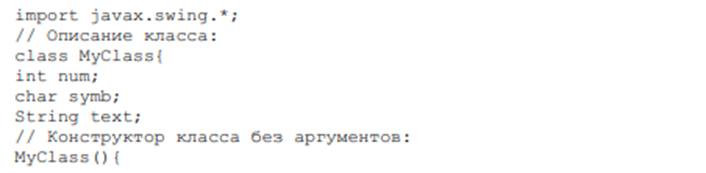 import javax.swing.*;
// Описание класса:
class MyClass{
int num;
char symb;
String text;
// Конструктор класса без аргументов:
MyClass(){